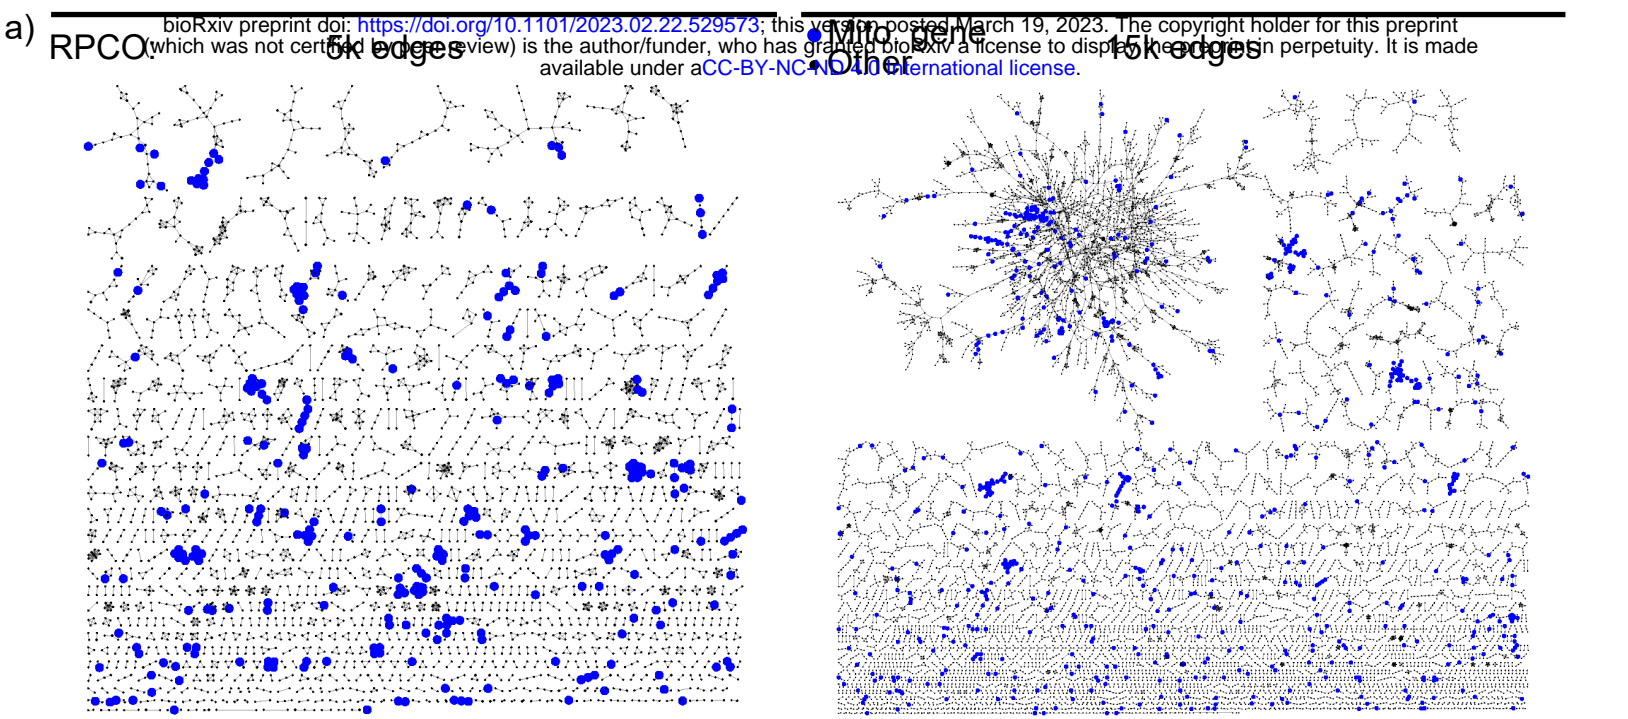 a)
bioRxiv preprint doi: https://doi.org/10.1101/2023.02.22.529573; this version posted March 19, 2023. The copyright holder for this preprint
(which was not certified by peer review) is the author/funder, who has granted bioRxiv a license to display the preprint in perpetuity. It is made
available under aCC-BY-NC-ND 4.0 International license.
RPCO:
5k edges
Mito. gene
Other
15k edges